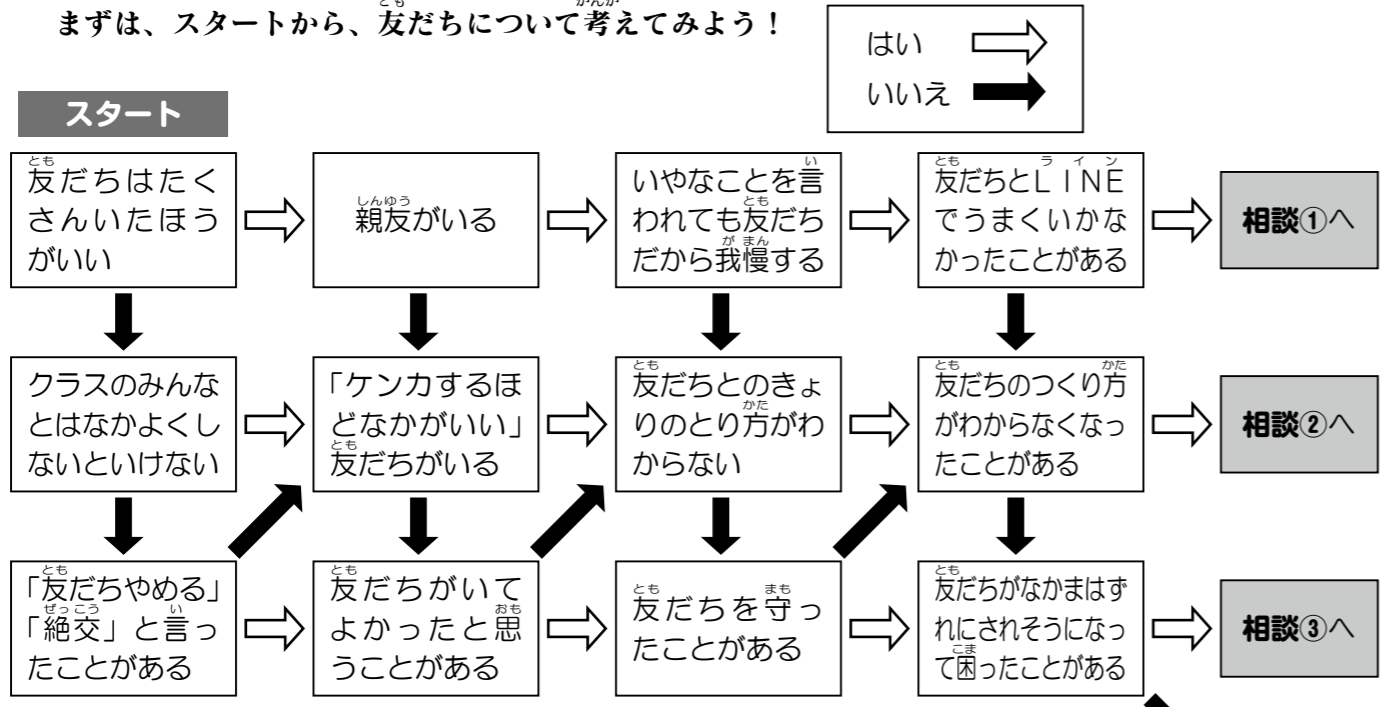 まずは、スタートから、友だちについて考えてみよう！
はい
いいえ
スタート
友だちはたく
さんいたほう
がいい
親友がいる
いやなことを言
われても友だち
だから我慢する
友だちとLINE
でうまくいかな
かったことがある
相談①へ
クラスのみんな
とはなかよくし
ないといけない
「ケンカするほ
どなかがいい」
友だちがいる
友だちとのきょ
りのとり方がわ
からない
友だちのつくり方
がわからなくなっ
たことがある
相談②へ
「友だちやめる」
「絶交」と言っ
たことがある
友だちがいて
よかったと思
うことがある
友だちを守っ
たことがある
友だちがなかまはず
れにされそうになっ
て困ったことがある
相談③へ